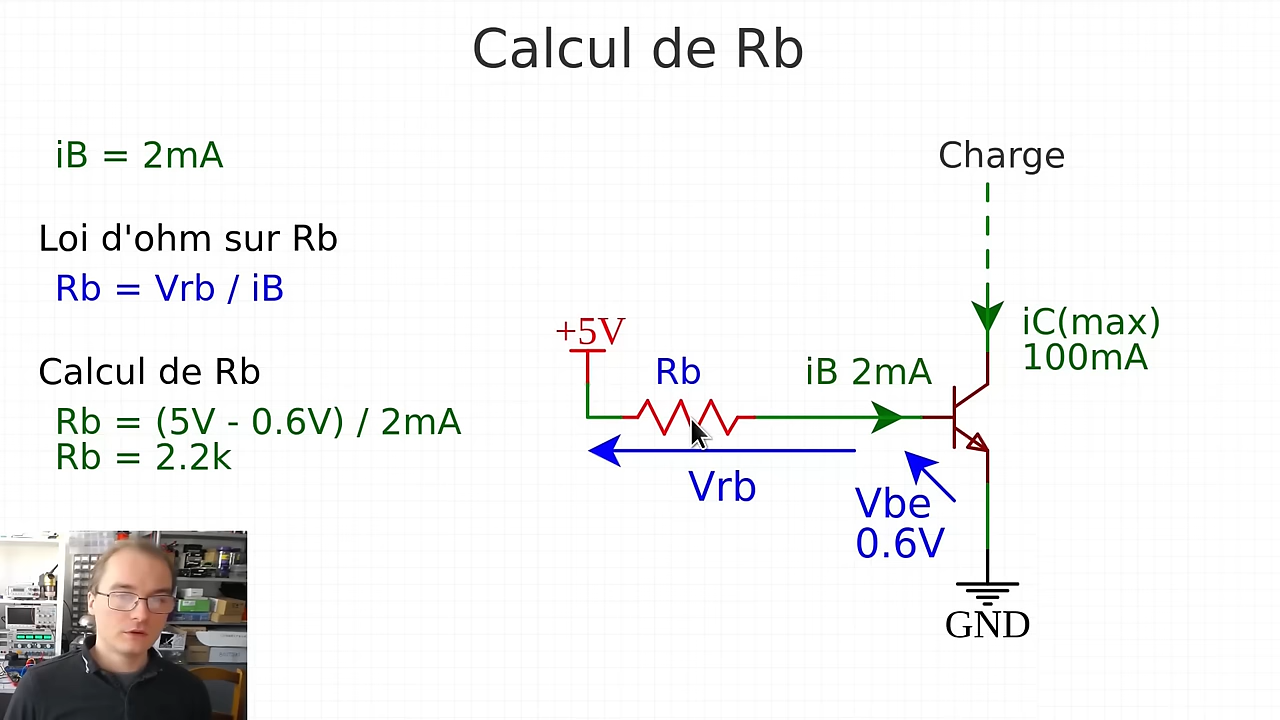 Calcul de Rb
iB = 2mA
Loi d'ohm sur Rb
Rb = Vrb / iB
Calcul de Rb
Rb = (5V - 0.6V) / 2mA
Rb = 2.2k
Charge
iC(max)
100mA
+5V
Rb
iB 2mA
Vrb
Vbe
0.6V
GND